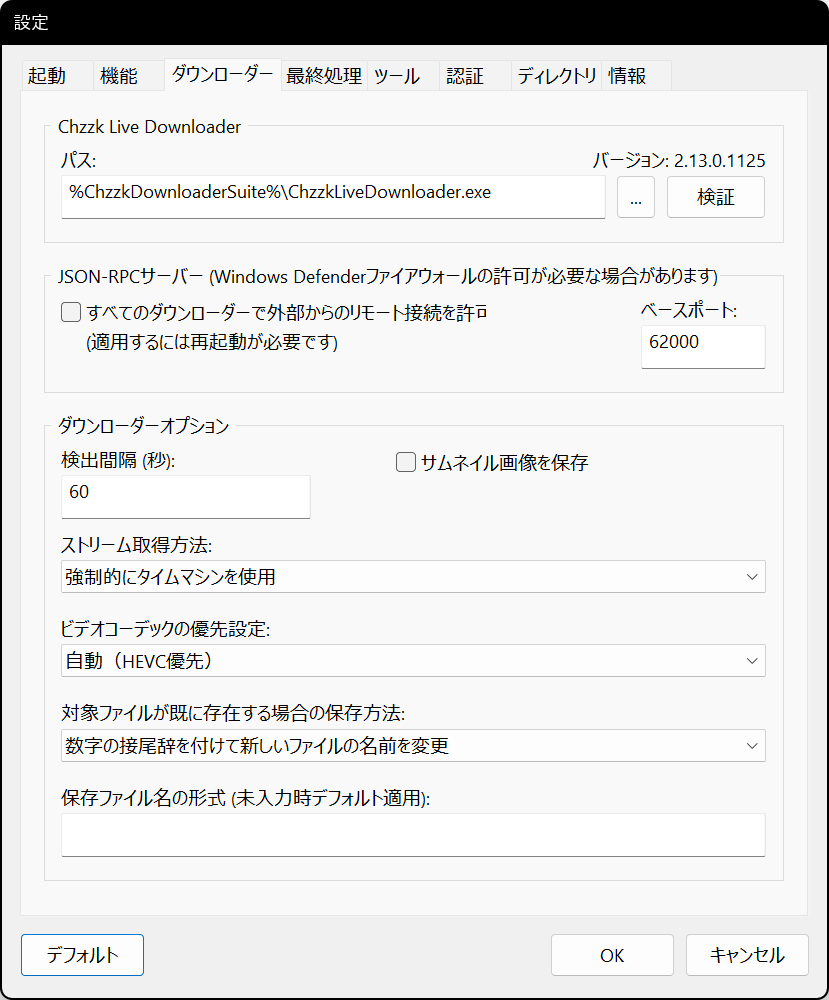 設定
起動 機能 ダウンローダー 最終処理 ツール 認証 ディレクトリ 情報
Chzzk Live Downloader
パス: バージョン: 2.13.0.1125
%ChzzkDownloaderSuite%\ChzzkLiveDownloader.exe ... 検証
JSON-RPCサーバー (Windows Defenderファイアウォールの許可が必要な場合があります)
すべてのダウンローダーで外部からのリモート接続を許可 ベースポート:
(適用するには再起動が必要です) 62000
ダウンローダーオプション
検出間隔 (秒): サムネイル画像を保存
60
ストリーム取得方法:
強制的にタイムマシンを使用
ビデオコーデックの優先設定:
自動（HEVC優先）
対象ファイルが既に存在する場合の保存方法:
数字の接尾辞を付けて新しいファイルの名前を変更
保存ファイル名の形式 (未入力時デフォルト適用):
デフォルト OK キャンセル